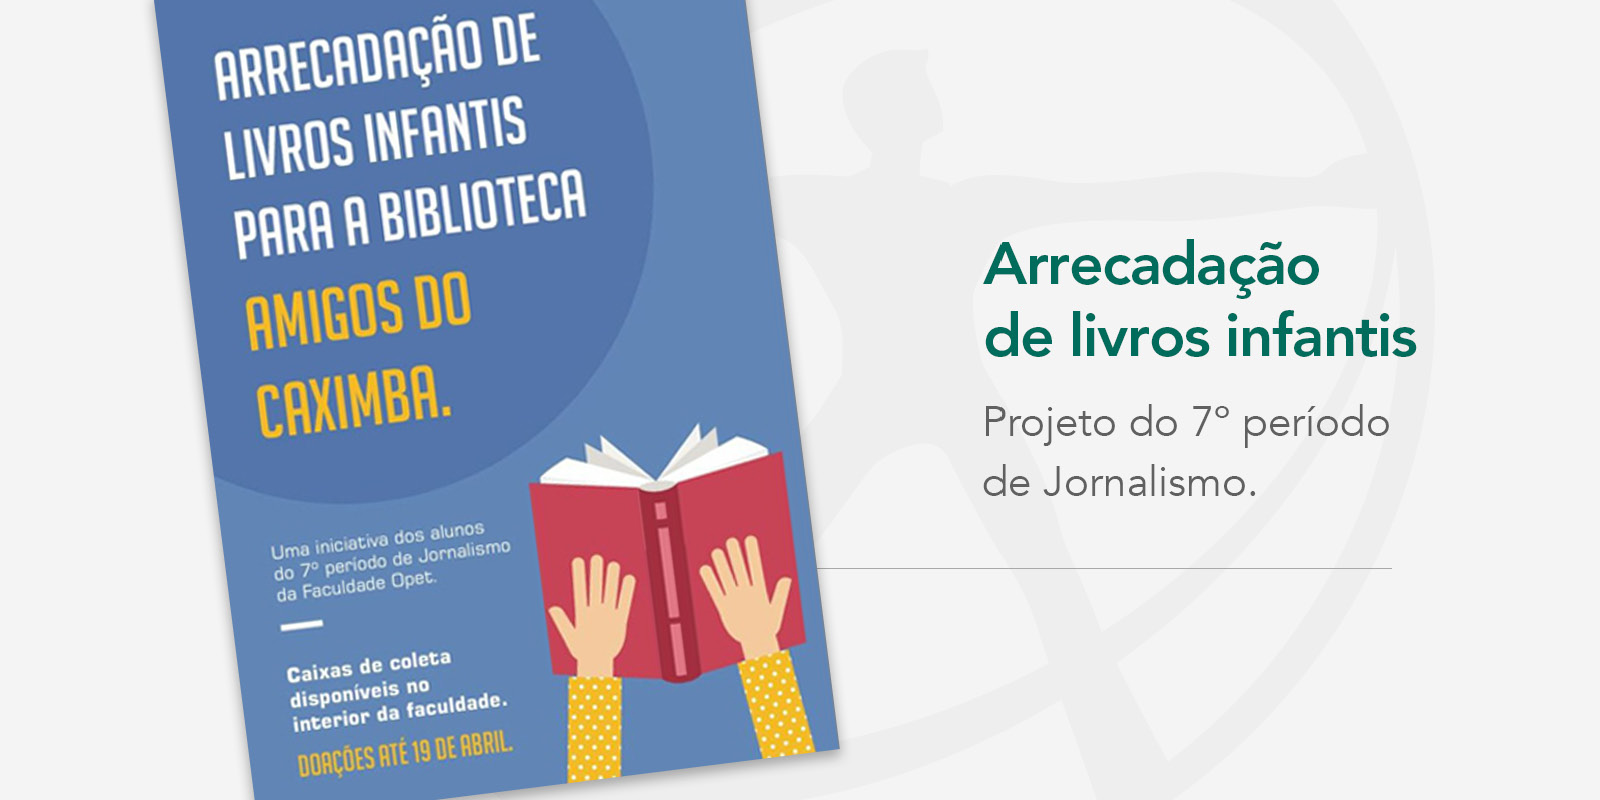 ARRECADAÇÃO DE
LIVROS INFANTIS
PARA A BIBLIOTECA
AMIGOS DO
CAXIMBA.
Uma iniciativa dos alunos
do 7º período de Jornalismo
da Faculdade Opet.
Caixas de coleta
disponíveis no
interior da faculdade.
DOAÇÕES ATÉ 19 DE ABRIL.
Arrecadação
de livros infantis
Projeto do 7º período
de Jornalismo.